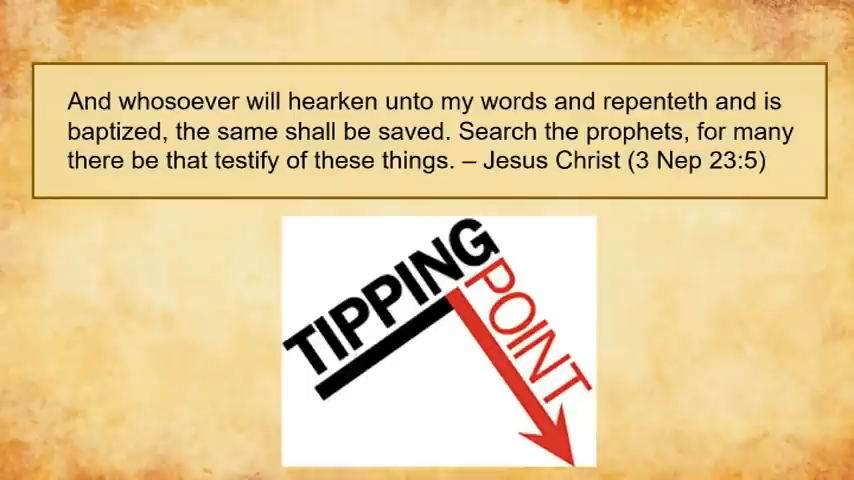 And whosoever will hearken unto my words and repenteth and is
baptized, the same shall be saved. Search the prophets, for many
there be that testify of these things. – Jesus Christ (3 Nep 23:5)
TIPPING
POINT